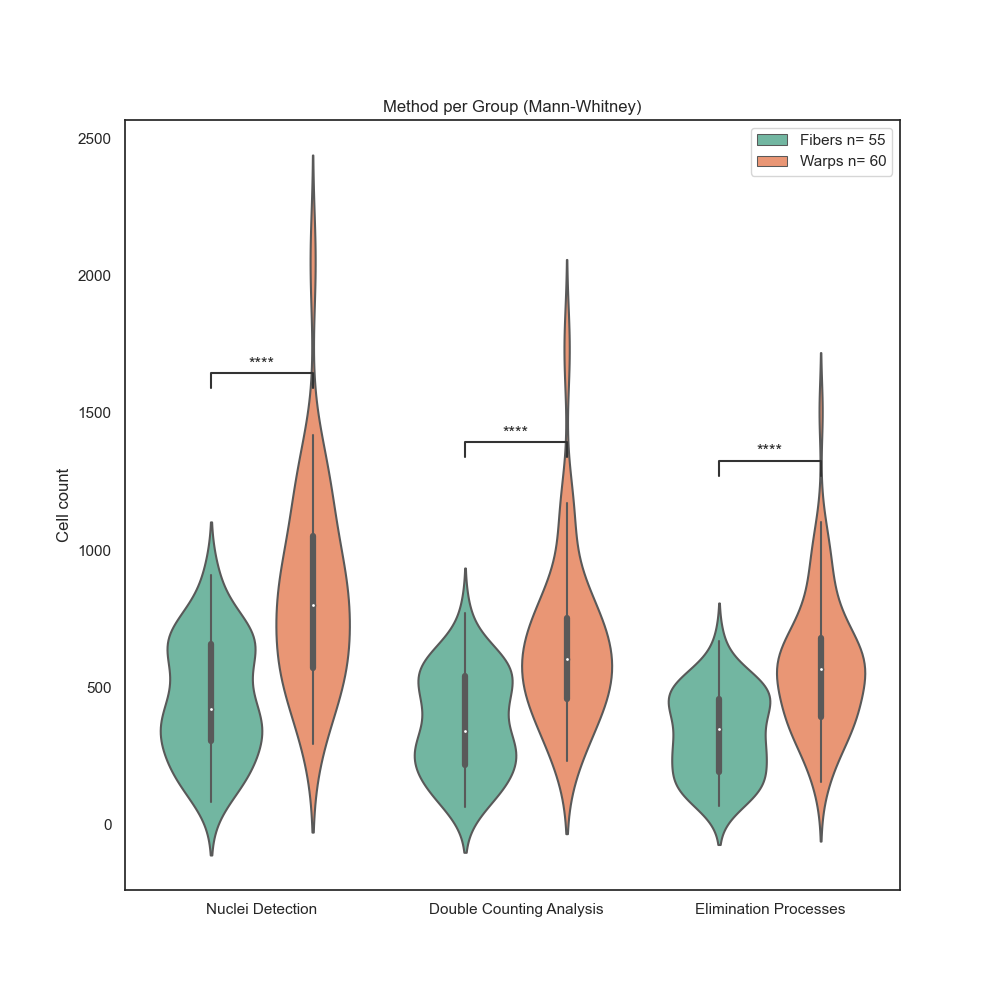 Method per Group (Mann-Whitney)
Fibers n= 55
Warps n= 60
2500
2000
1500
1000
500
0
Cell count
****
****
****
Nuclei Detection
Double Counting Analysis
Elimination Processes